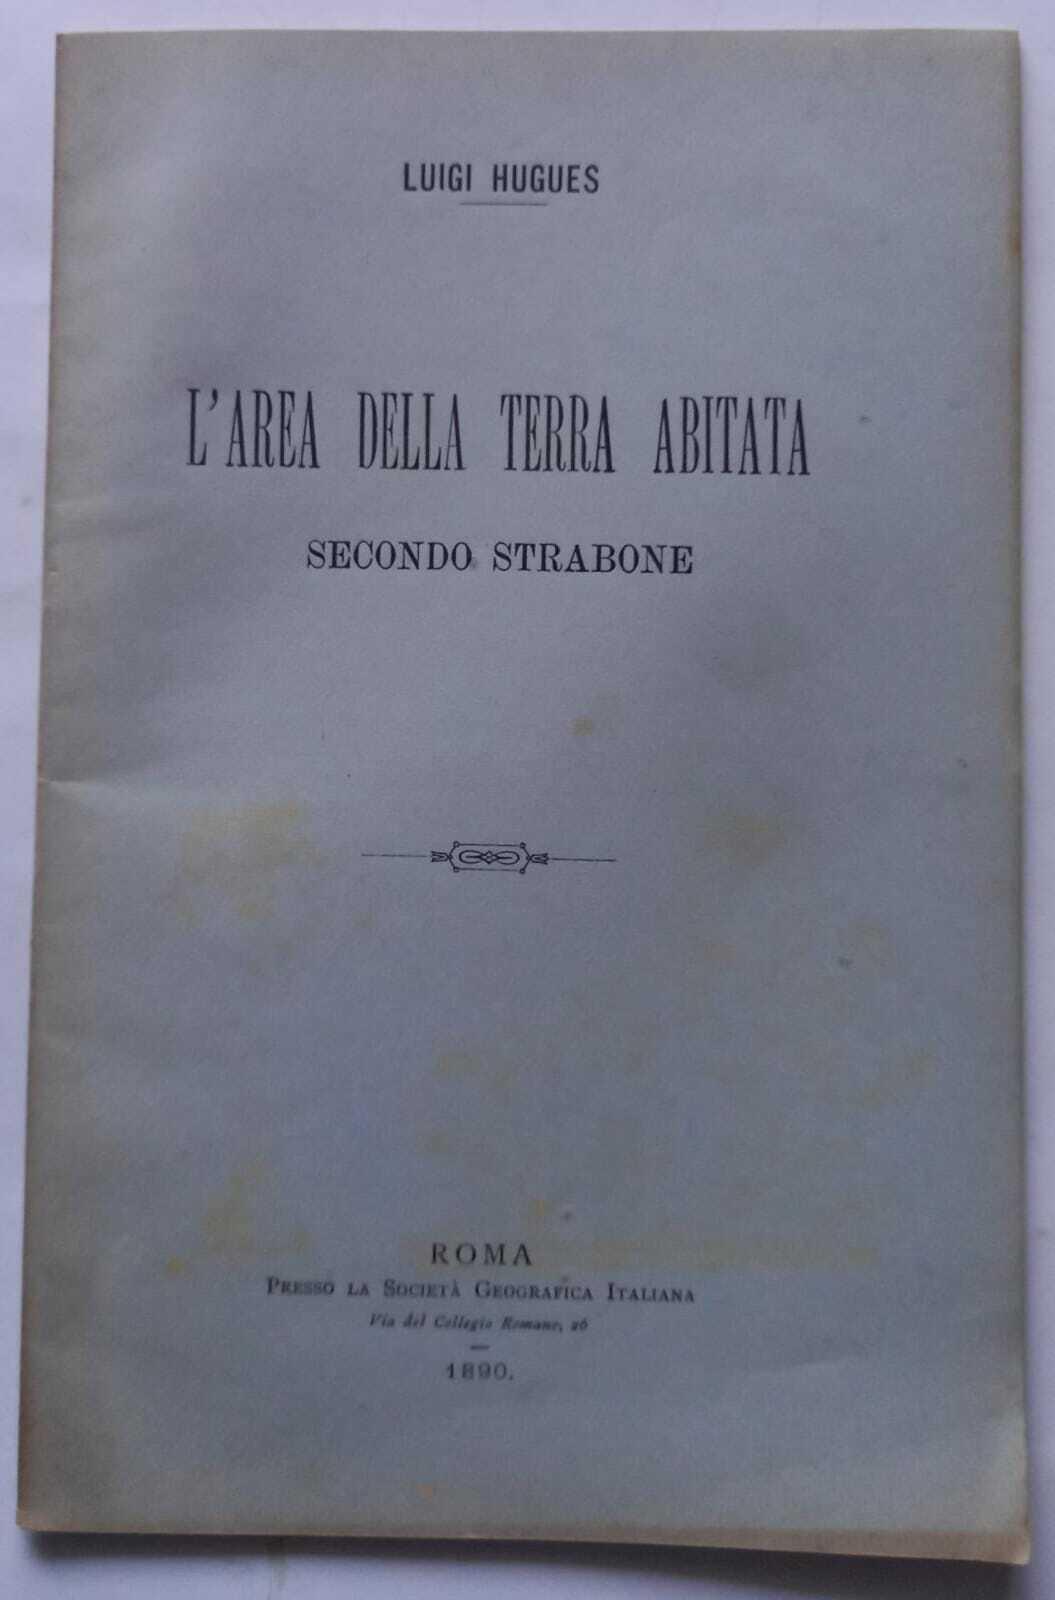 LUIGI HUGUES
L'AREA DELLA TERRA ABITATA
SECONDO STRABONE
ROMA
PRESSO LA SOCIETÀ GEOGRAFICA ITALIANA
Via del Collegio Romano, 26
1890.